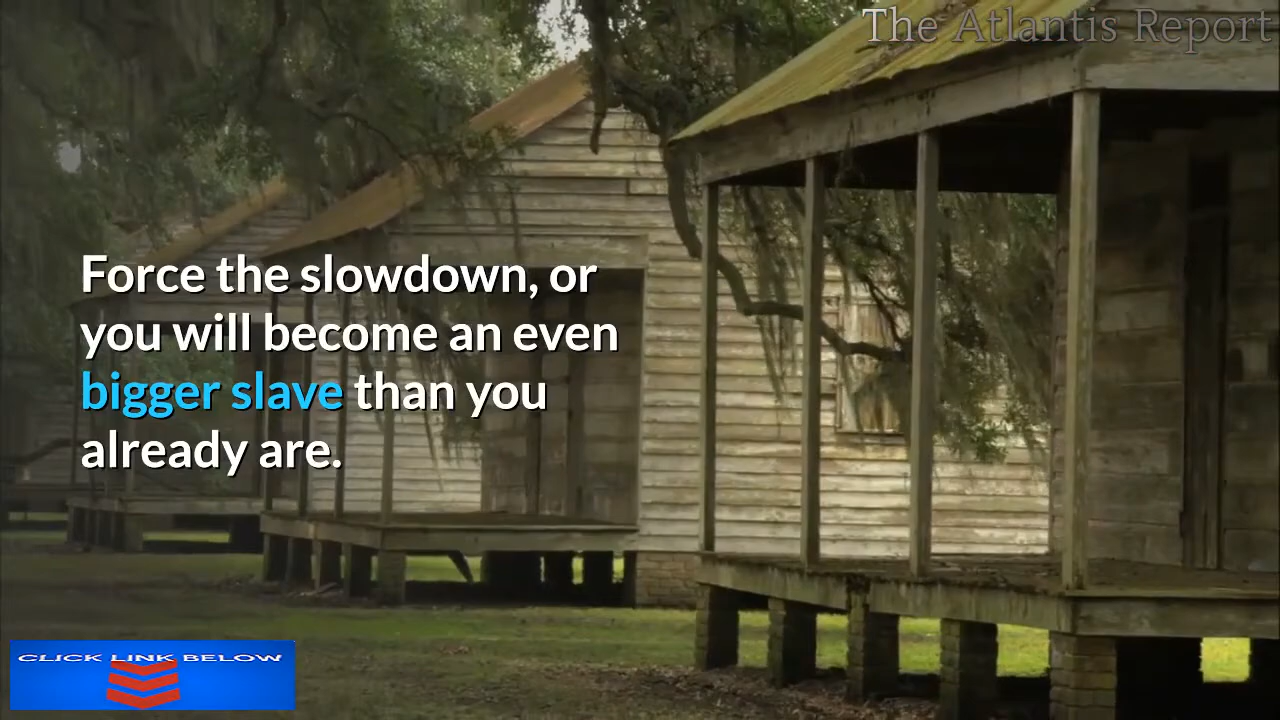 The Atlantis Report
Force the slowdown, or
you will become an even
bigger slave than you
already are.
CLICK LINK BELOW